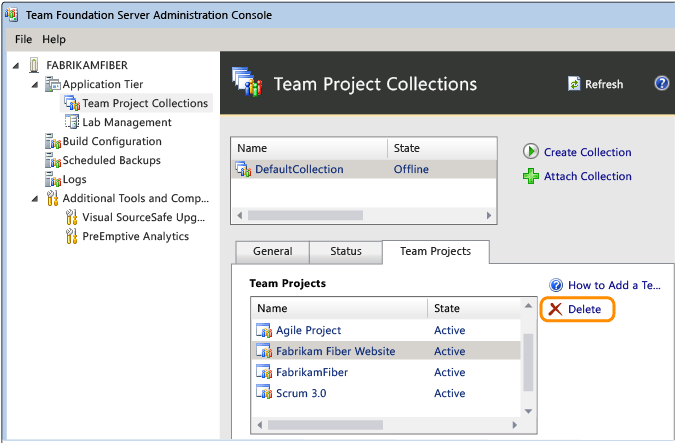 Team Foundation Server Administration Console
File Help
FABRIKAMFIBER
Application Tier
Team Project Collections
Lab Management
Build Configuration
Scheduled Backups
Logs
Additional Tools and Comp...
Visual SourceSafe Upg...
PreEmptive Analytics
Team Project Collections
Refresh
Name State
DefaultCollection Offline
Create Collection
Attach Collection
General Status Team Projects
Team Projects
How to Add a Te...
Delete
Name State
Agile Project Active
Fabrikam Fiber Website Active
FabrikamFiber Active
Scrum 3.0 Active